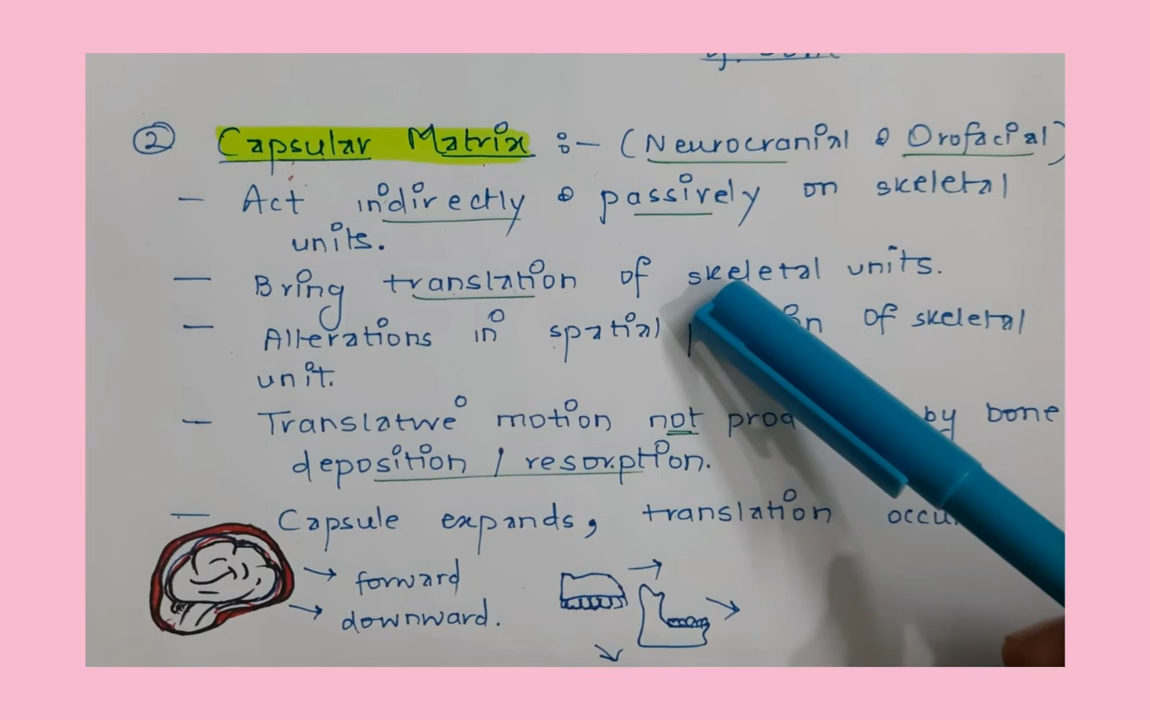 ② Capsular Matrix :- (Neurocranial & Orofacial)
- Act indirectly & passively on skeletal
units.
- Bring translation of skeletal units.
- Alterations in spatial of skeletal
unit.
- Translative motion not by bone
deposition / resorption.
- Capsule expands, translation
→ forward
→ downward.